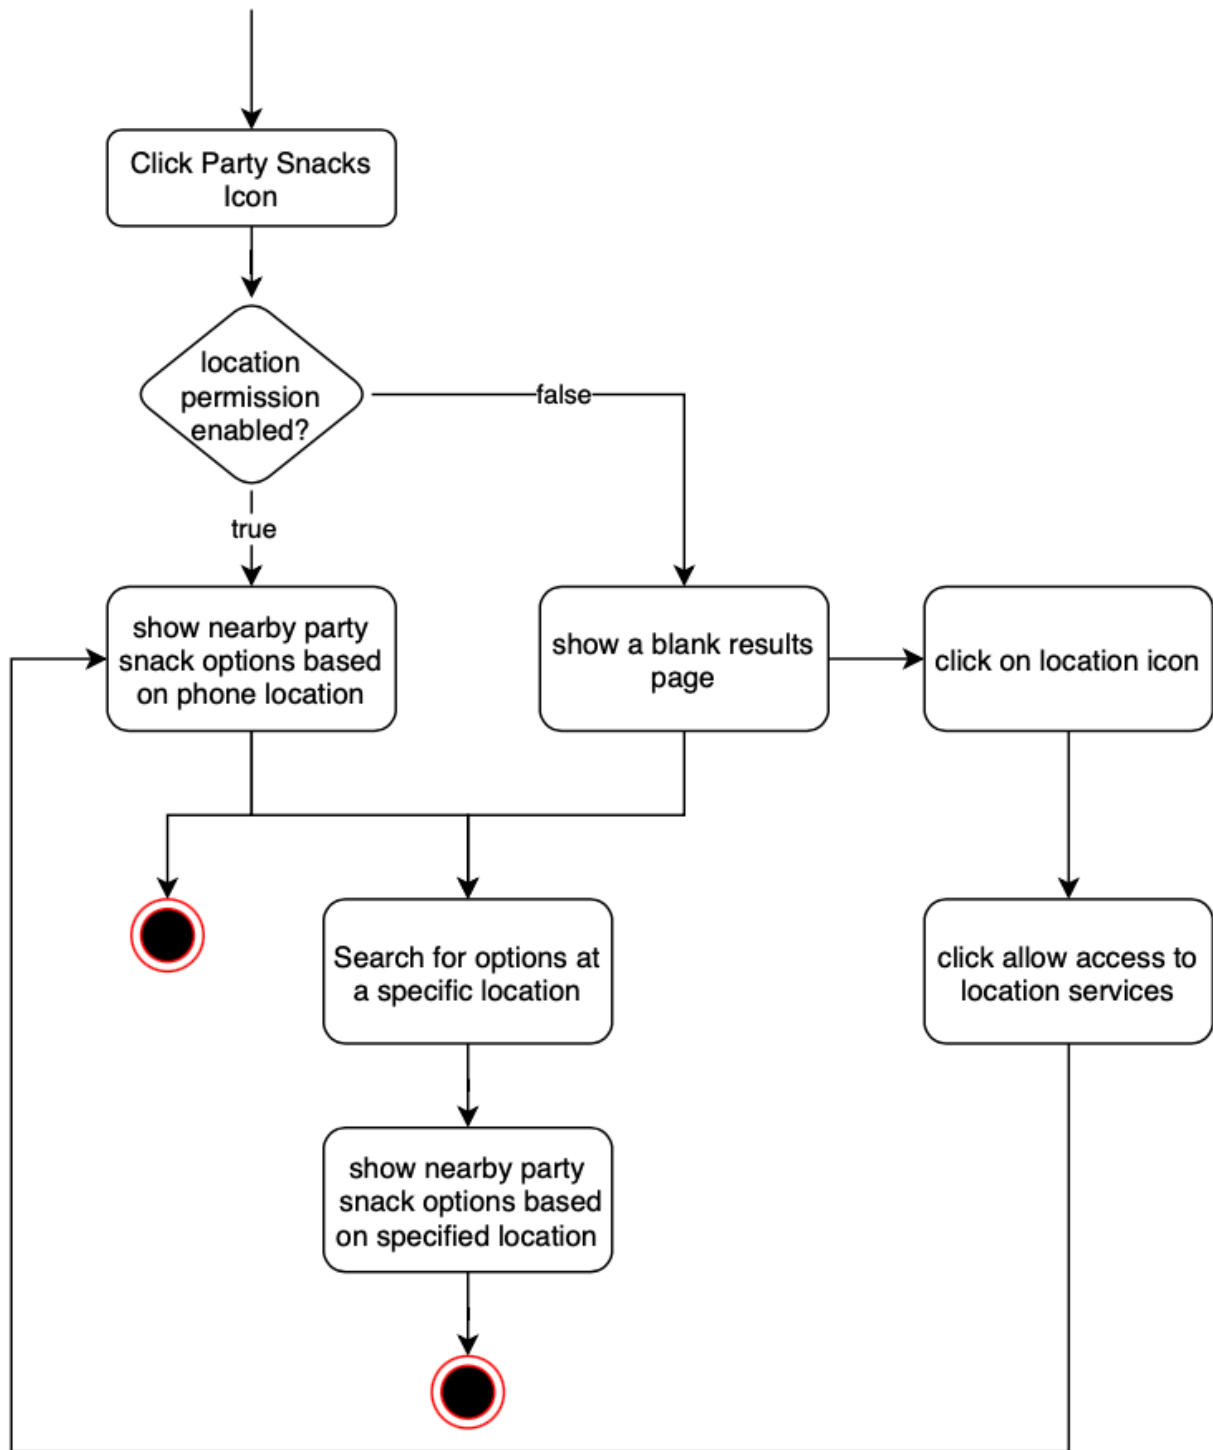 Click Party Snacks
Icon
location
permission
enabled?
false
true
show nearby party
snack options based
on phone location
show a blank results
page
click on location icon
Search for options at
a specific location
click allow access to
location services
show nearby party
snack options based
on specified location